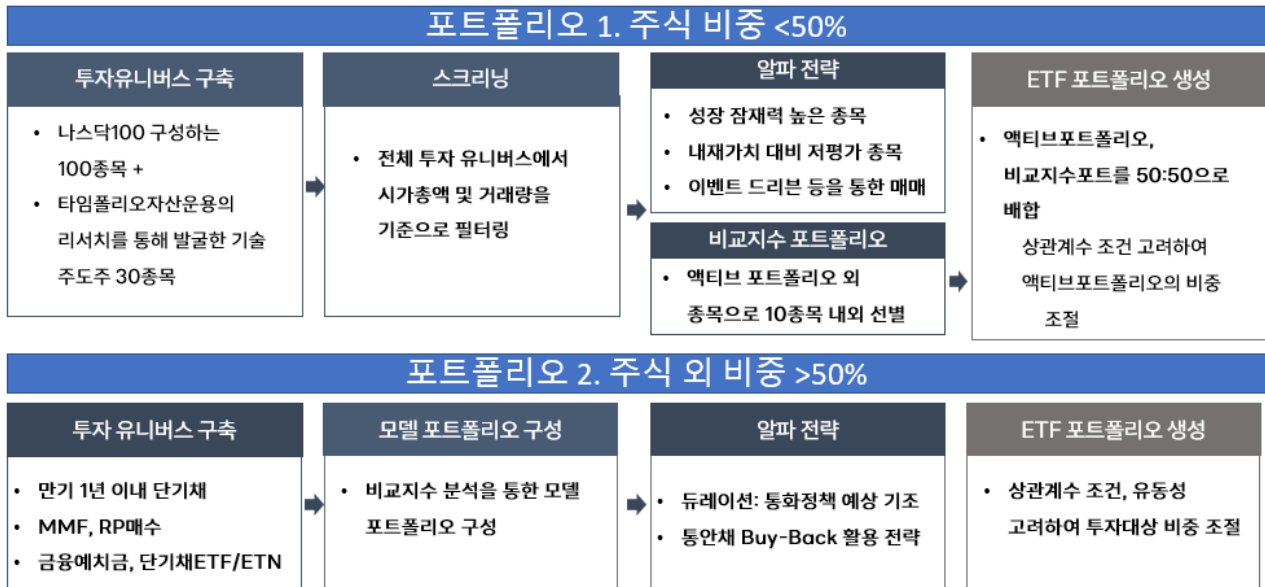 포트폴리오 1. 주식 비중 <50%
투자유니버스 구축
• 나스닥100 구성하는
100종목 +
• 타임폴리오자산운용의
리서치를 통해 발굴한 기술
주도주 30종목
스크리닝
• 전체 투자 유니버스에서
시가총액 및 거래량을
기준으로 필터링
알파 전략
• 성장 잠재력 높은 종목
• 내재가치 대비 저평가 종목
• 이벤트 드리븐 등을 통한 매매
비교지수 포트폴리오
• 액티브 포트폴리오 외
종목으로 10종목 내외 선별
ETF 포트폴리오 생성
• 액티브포트폴리오,
비교지수포트를 50:50으로
배합
상관계수 조건 고려하여
액티브포트폴리오의 비중
조절
포트폴리오 2. 주식 외 비중 >50%
투자 유니버스 구축
• 만기 1년 이내 단기채
• MMF, RP매수
• 금융예치금, 단기채ETF/ETN
모델 포트폴리오 구성
• 비교지수 분석을 통한 모델
포트폴리오 구성
알파 전략
• 듀레이션: 통화정책 예상 기조
• 통안채 Buy-Back 활용 전략
ETF 포트폴리오 생성
• 상관계수 조건, 유동성
고려하여 투자대상 비중 조절